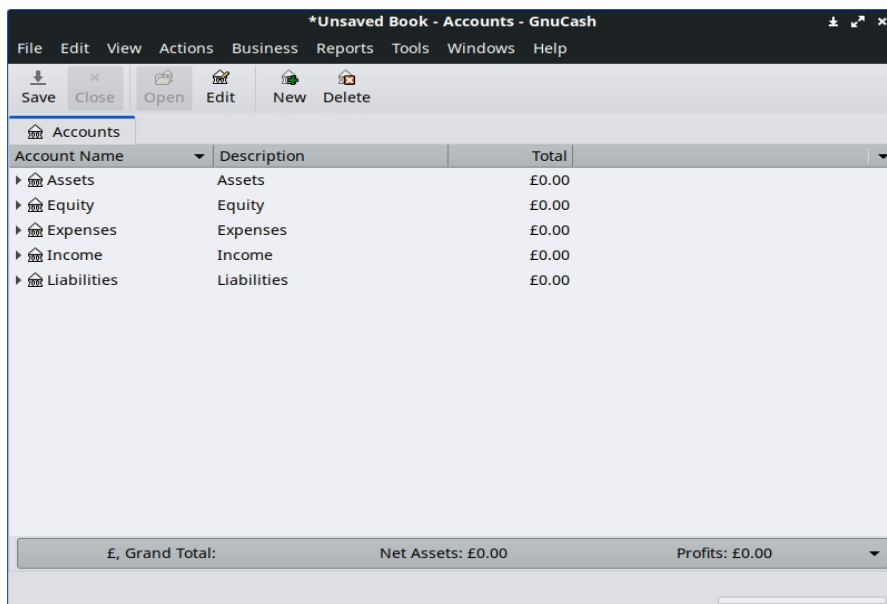 *Unsaved Book - Accounts - GnuCash
File Edit View Actions Business Reports Tools Windows Help
Save Close Open Edit New Delete
Accounts
Account Name Description Total
Assets Assets £0.00
Equity Equity £0.00
Expenses Expenses £0.00
Income Income £0.00
Liabilities Liabilities £0.00
£, Grand Total: Net Assets: £0.00 Profits: £0.00